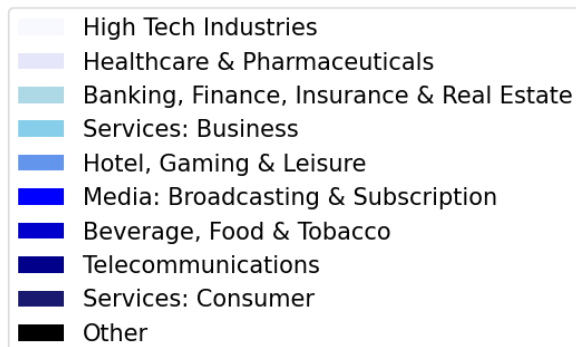 High Tech Industries
Healthcare & Pharmaceuticals
Banking, Finance, Insurance & Real Estate
Services: Business
Hotel, Gaming & Leisure
Media: Broadcasting & Subscription
Beverage, Food & Tobacco
Telecommunications
Services: Consumer
Other